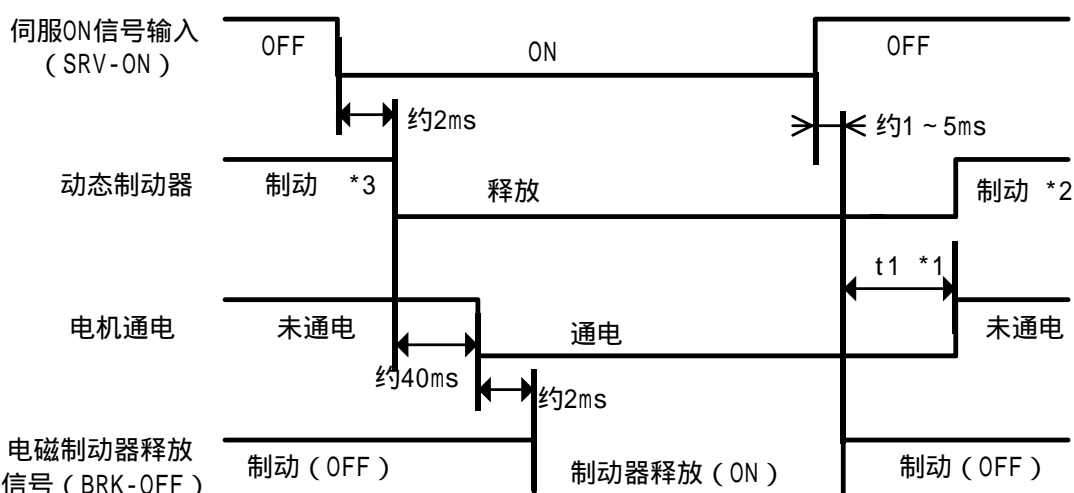 伺服ON信号输入
(SRV-ON)
OFF
ON
OFF
约2ms
约1~5ms
动态制动器
制动 *3
释放
制动 *2
t1 *1
电机通电
未通电
通电
未通电
约40ms
约2ms
电磁制动器释放
信号(BRK-OFF)
制动(OFF)
制动器释放(ON)
制动(OFF)